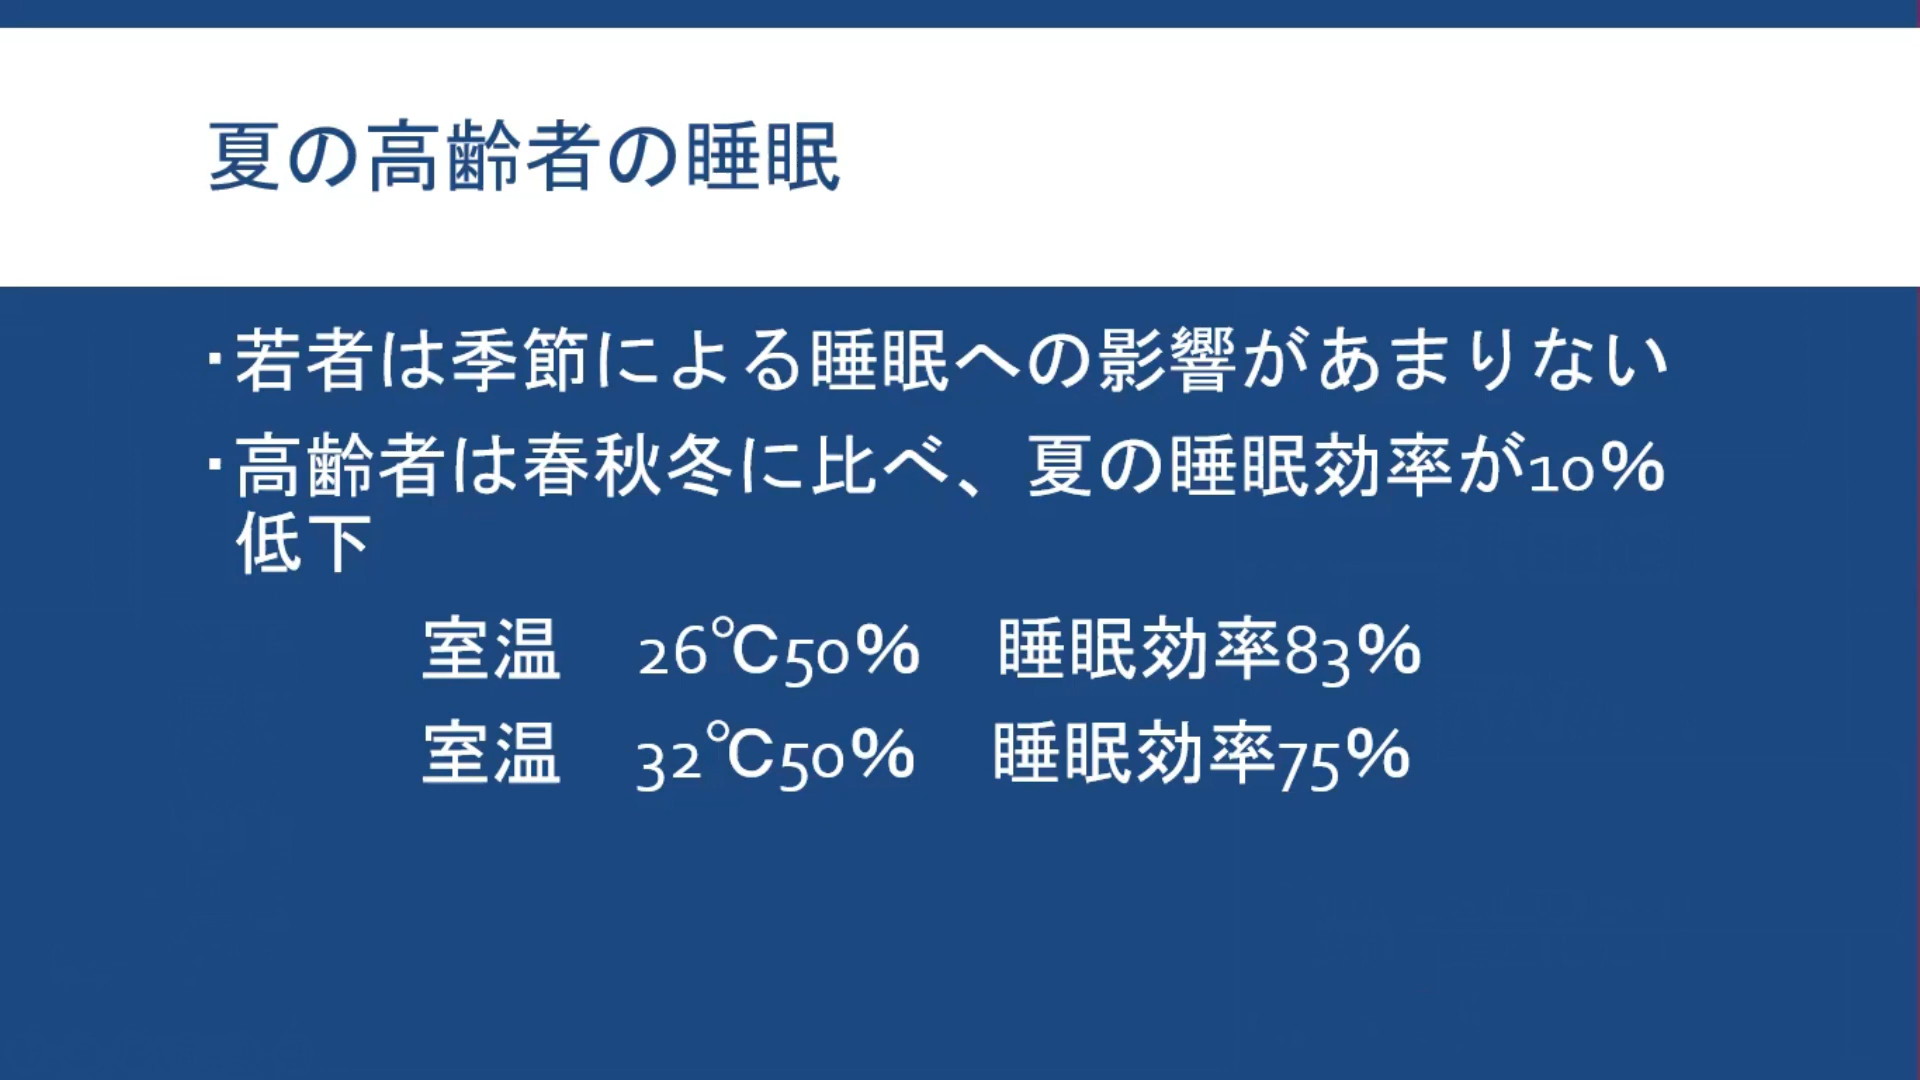 夏の高齢者の睡眠
▪若者は季節による睡眠への影響があまりない
▪高齢者は春秋冬に比べ、夏の睡眠効率が10%
低下
室温　26℃50%　睡眠効率83%
室温　32℃50%　睡眠効率75%